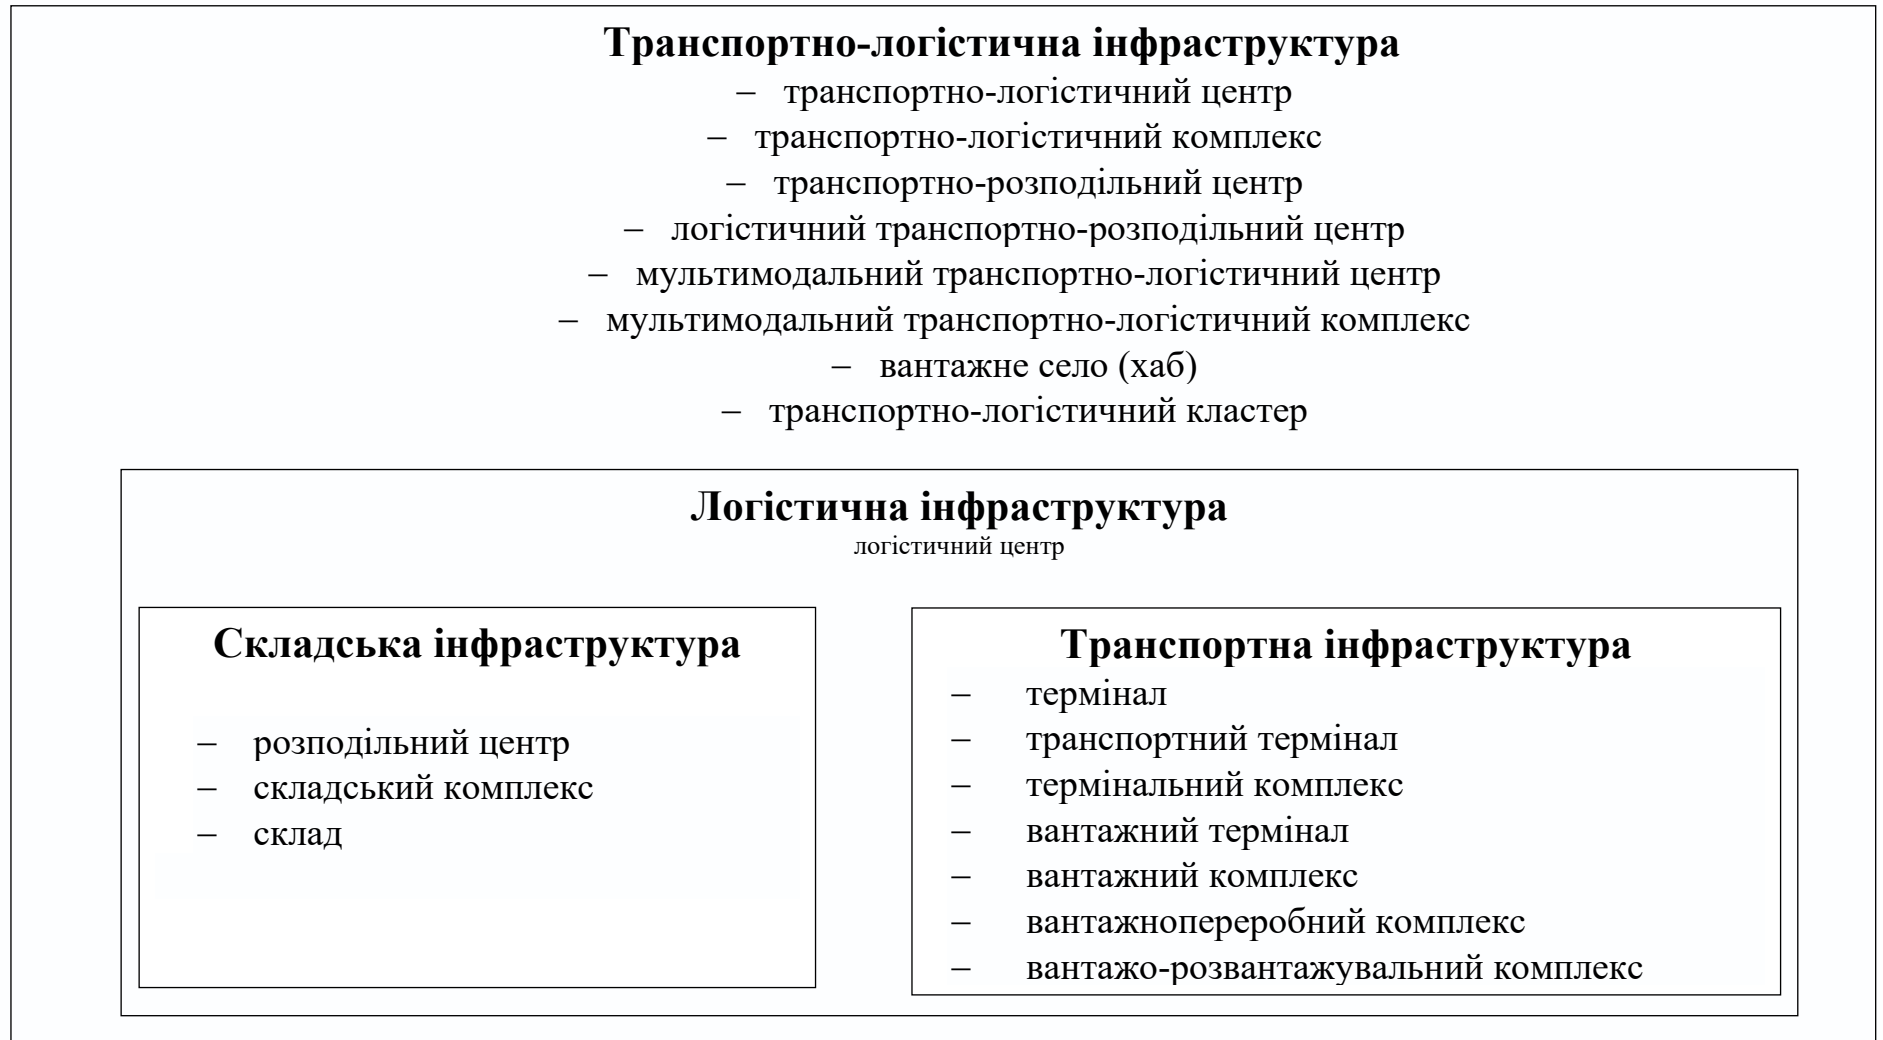 Транспортно-логістична інфраструктура
– транспортно-логістичний центр
– транспортно-логістичний комплекс
– транспортно-розподільний центр
– логістичний транспортно-розподільний центр
– мультимодальний транспортно-логістичний центр
– мультимодальний транспортно-логістичний комплекс
– вантажне село (хаб)
– транспортно-логістичний кластер
Логістична інфраструктура
логістичний центр
Складська інфраструктура
– розподільний центр
– складський комплекс
– склад
Транспортна інфраструктура
– термінал
– транспортний термінал
– термінальний комплекс
– вантажний термінал
– вантажний комплекс
– вантажнопереробний комплекс
– вантажо-розвантажувальний комплекс